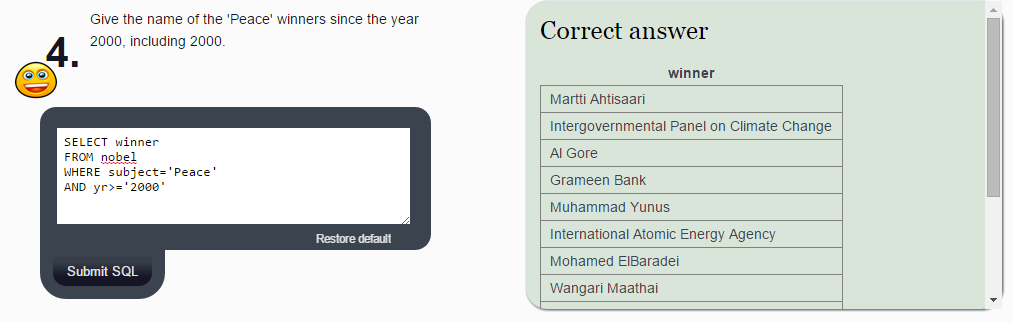 Give the name of the 'Peace' winners since the year
2000, including 2000.
4.
SELECT winner
FROM nobel
WHERE subject='Peace'
AND yr>='2000'
Restore default
Submit SQL
Correct answer
winner
Martti Ahtisaari
Intergovernmental Panel on Climate Change
Al Gore
Grameen Bank
Muhammad Yunus
International Atomic Energy Agency
Mohamed ElBaradei
Wangari Maathai